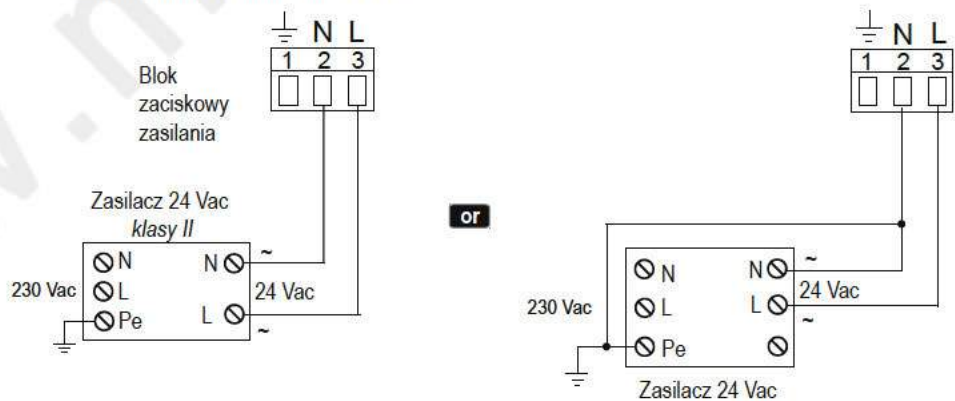 N L
1 2 3
Blok
zaciskowy
zasilania
Zasilacz 24 Vac
klasy II
N N ~
230 Vac L 24 Vac
Pe L ~
or
N L
1 2 3
N N ~
230 Vac L L 24 Vac
~
Pe
Zasilacz 24 Vac